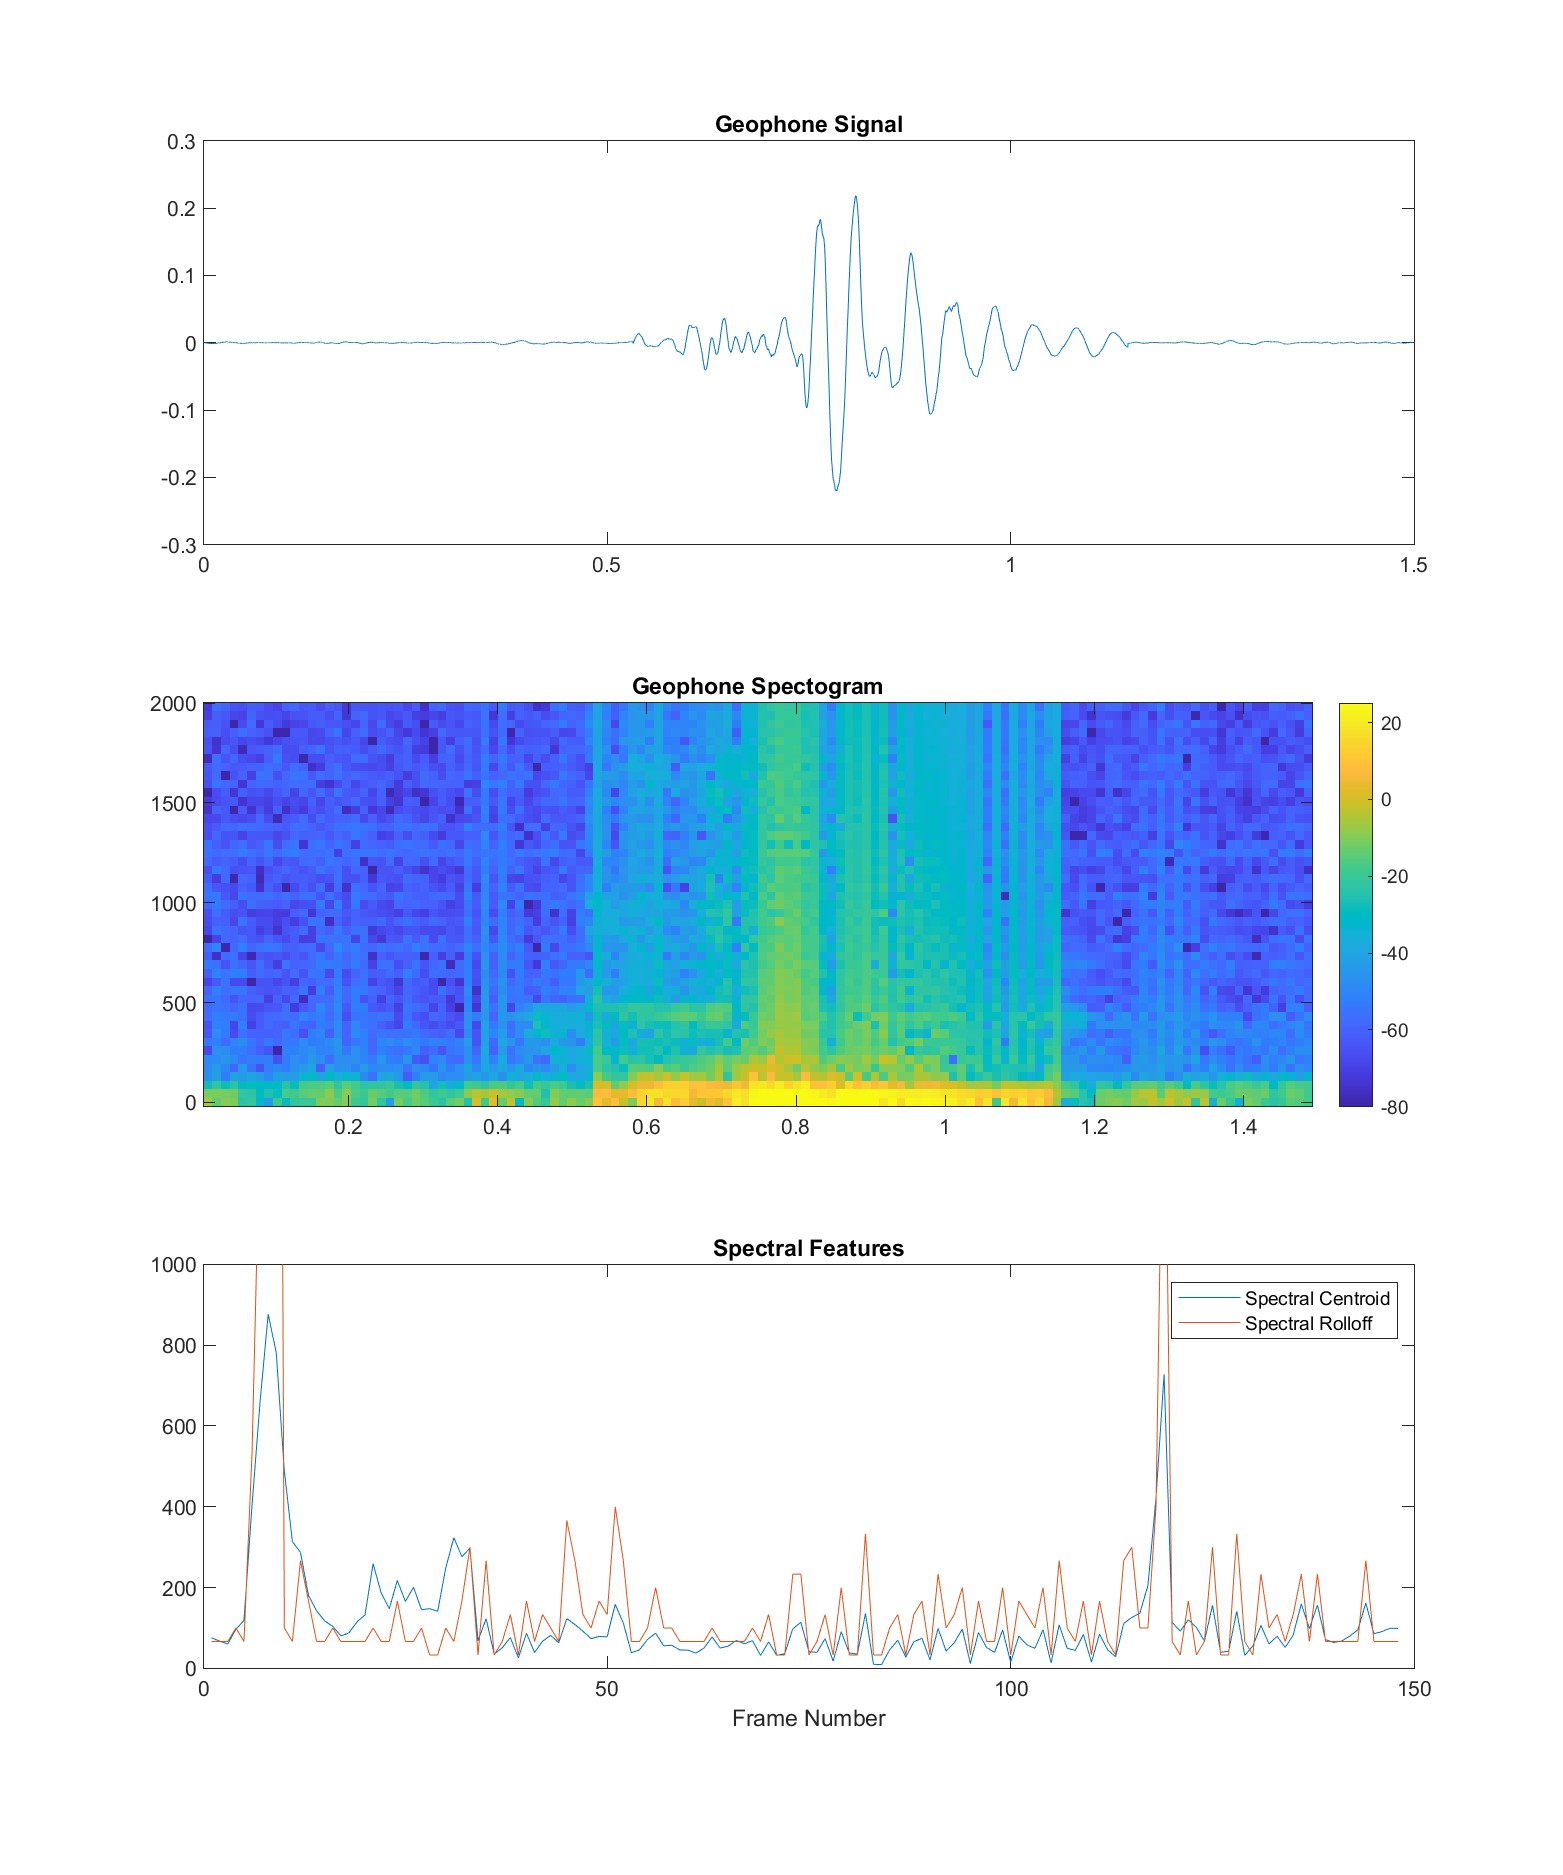 Geophone Signal
0.3
0.2
0.1
0
-0.1
-0.2
-0.3
0 0.5 1 1.5
Geophone Spectogram
2000
1500
1000
500
0
0.2 0.4 0.6 0.8 1 1.2 1.4
20
0
-20
-40
-60
-80
Spectral Features
1000
800
600
400
200
0
Spectral Centroid
Spectral Rolloff
0 50 100 150
Frame Number